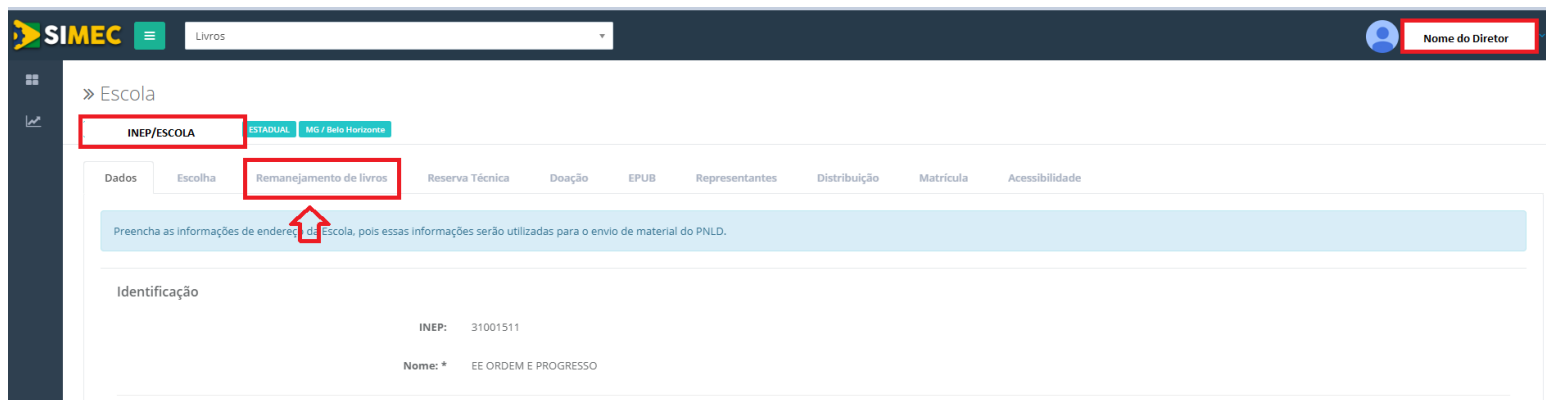 SIMEC
Livros
Nome do Diretor
Escola
INEP/ESCOLA
ESTADUAL
MG / Belo Horizonte
Dados
Escolha
Remanejamento de livros
Reserva Técnica
Doação
EPUB
Representantes
Distribuição
Matrícula
Acessibilidade
Preencha as informações de endereço da Escola, pois essas informações serão utilizadas para o envio de material do PNLD.
Identificação
INEP: 31001511
Nome: * EE ORDEM E PROGRESSO